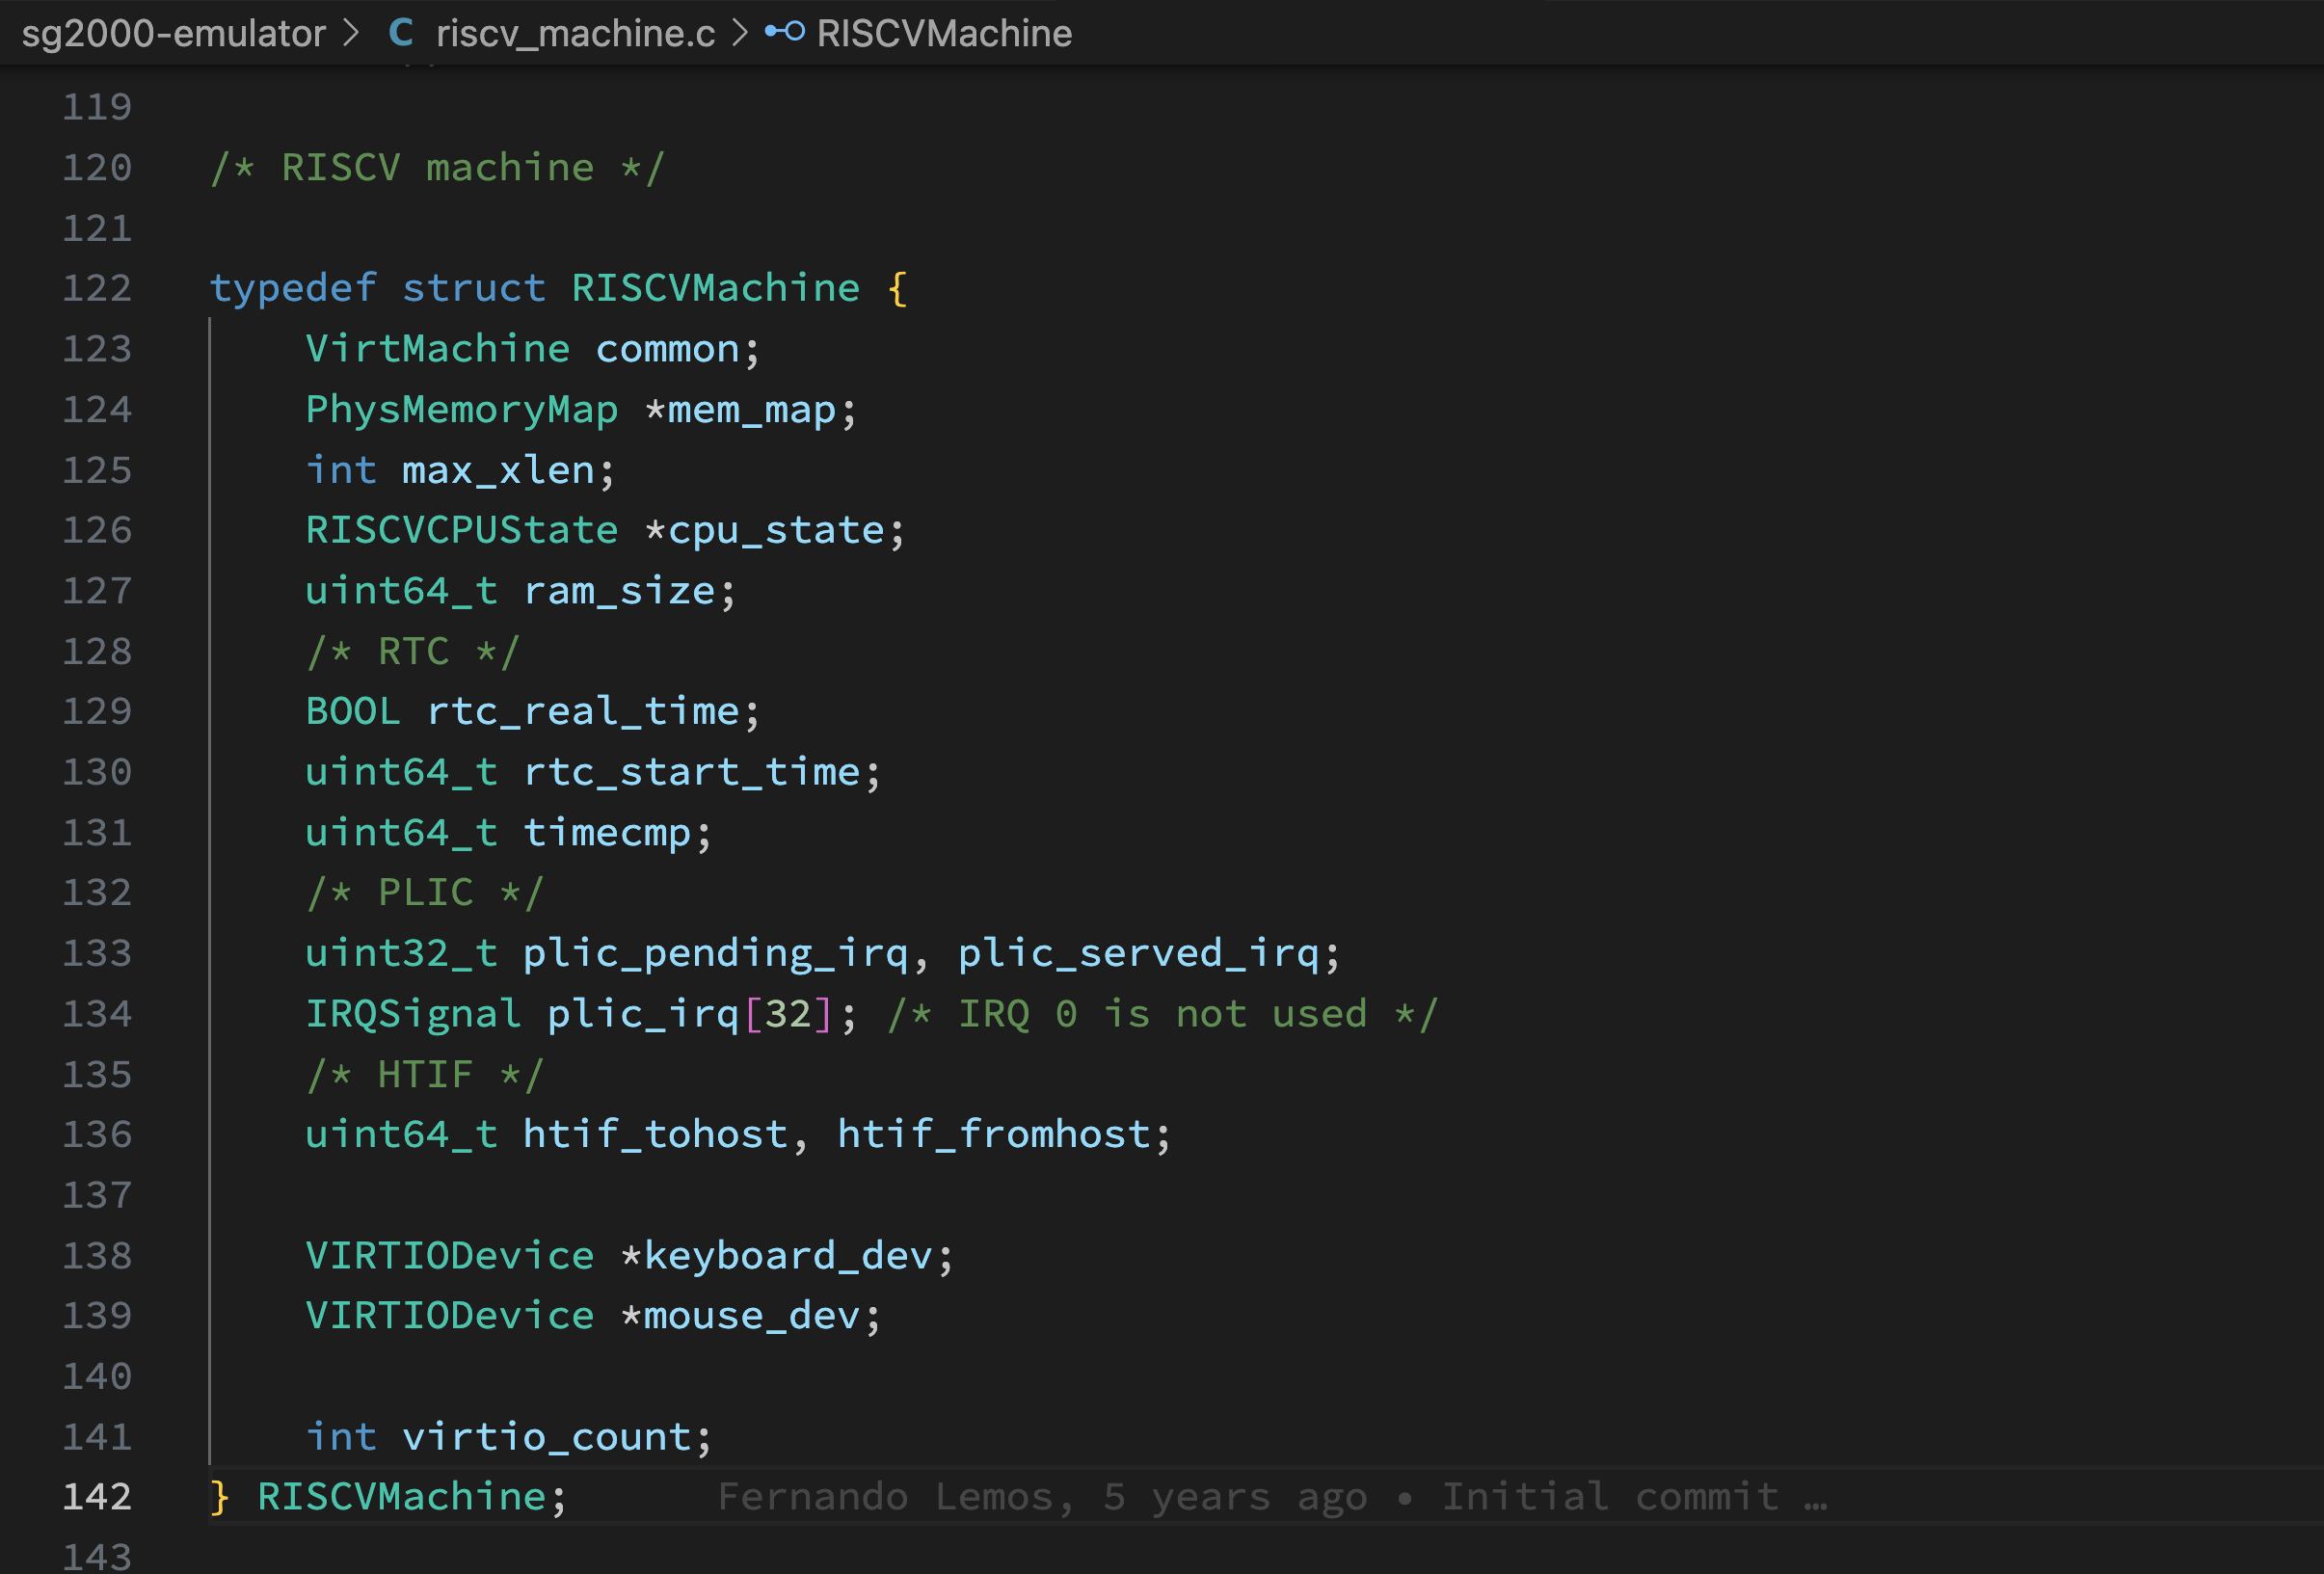 sg2000-emulator > C riscv_machine.c > RISCVMachine
119
120 /* RISCV machine */
121
122 typedef struct RISCVMachine {
123     VirtMachine common;
124     PhysMemoryMap *mem_map;
125     int max_xlen;
126     RISCVCPUState *cpu_state;
127     uint64_t ram_size;
128     /* RTC */
129     BOOL rtc_real_time;
130     uint64_t rtc_start_time;
131     uint64_t timecmp;
132     /* PLIC */
133     uint32_t plic_pending_irq, plic_served_irq;
134     IRQSignal plic_irq[32]; /* IRQ 0 is not used */
135     /* HTIF */
136     uint64_t htif_tohost, htif_fromhost;
137
138     VIRTIODevice *keyboard_dev;
139     VIRTIODevice *mouse_dev;
140
141     int virtio_count;
142 } RISCVMachine; Fernando Lemos, 5 years ago • Initial commit …
143